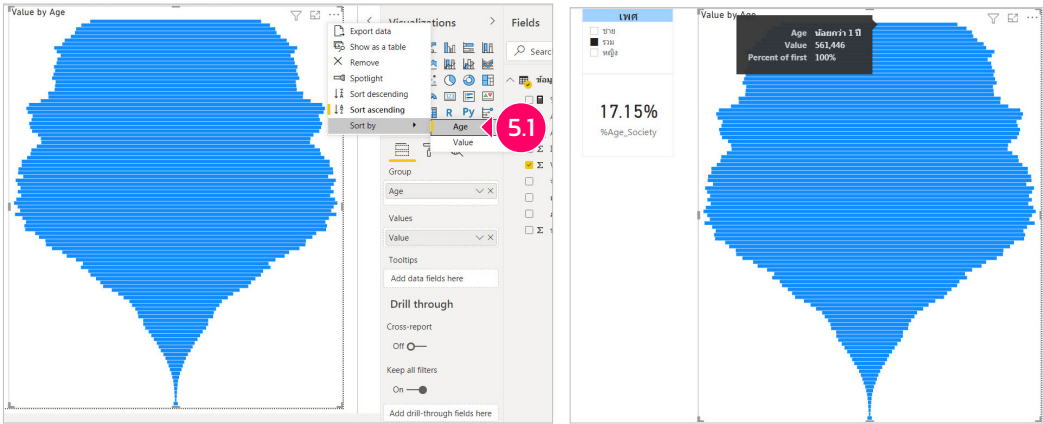 Value by Age
Export data
Show as a table
Remove
Spotlight
Sort descending
Sort ascending
Sort by
Age
Value
5.1
Visualizations
R Py
Group
Age
Values
Value
Tooltips
Add data fields here
Drill through
Cross-report
Off
Keep all filters
On
Add drill-through fields here
Fields
Searc
Σ
Σ
Σ
เพศ
ชาย
รวม
หญิง
17.15%
%Age_Society
Value by Age
Age น้อยกว่า 1 ปี
Value 561,446
Percent of first 100%